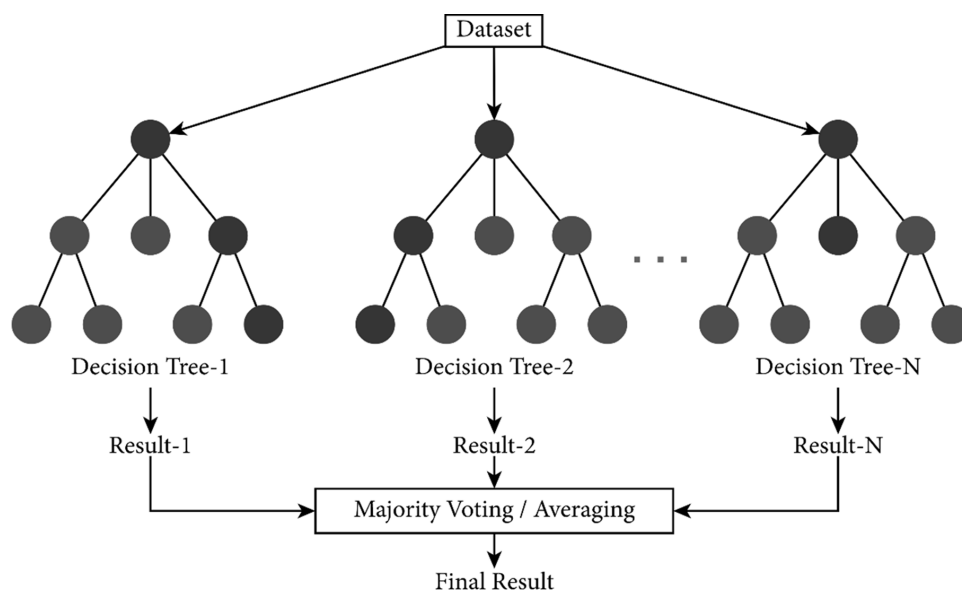 Dataset
Decision Tree-1
Decision Tree-2
Decision Tree-N
Result-1
Result-2
Result-N
Majority Voting / Averaging
Final Result